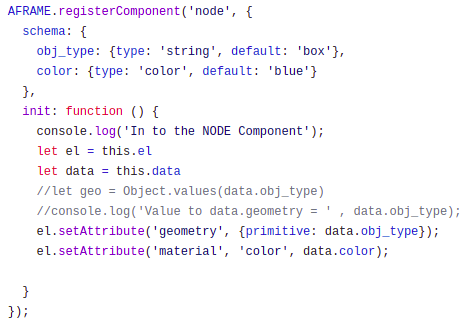 AFRAME.registerComponent('node', {
  schema: {
    obj_type: {type: 'string', default: 'box'},
    color: {type: 'color', default: 'blue'}
  },
  init: function () {
    console.log('In to the NODE Component');
    let el = this.el
    let data = this.data
    //let geo = Object.values(data.obj_type)
    //console.log('Value to data.geometry = ' , data.obj_type);
    el.setAttribute('geometry', {primitive: data.obj_type});
    el.setAttribute('material', 'color', data.color);

  }
});